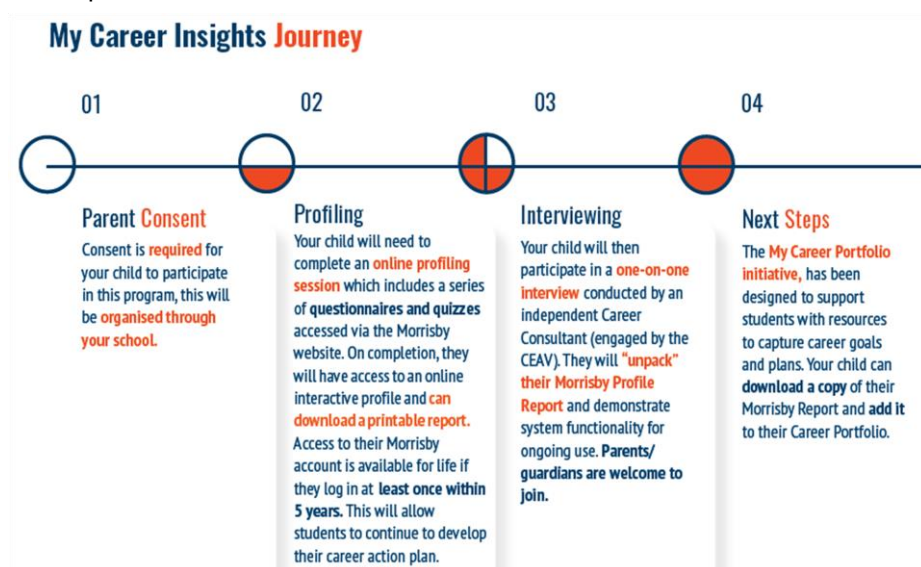 My Career Insights Journey
01
Parent Consent
Consent is required for
your child to participate
in this program, this will
be organised through
your school.
02
Profiling
Your child will need to
complete an online profiling
session which includes a series
of questionnaires and quizzes
accessed via the Morrisby
website. On completion, they
will have access to an online
interactive profile and can
download a printable report.
Access to their Morrisby
account is available for life if
they log in at least once within
5 years. This will allow
students to continue to develop
their career action plan.
03
Interviewing
Your child will then
participate in a one-on-one
interview conducted by an
independent Career
Consultant (engaged by the
CEAV). They will “unpack”
their Morrisby Profile
Report and demonstrate
system functionality for
ongoing use. Parents/
guardians are welcome to
join.
04
Next Steps
The My Career Portfolio
initiative, has been
designed to support
students with resources
to capture career goals
and plans. Your child can
download a copy of their
Morrisby Report and add it
to their Career Portfolio.